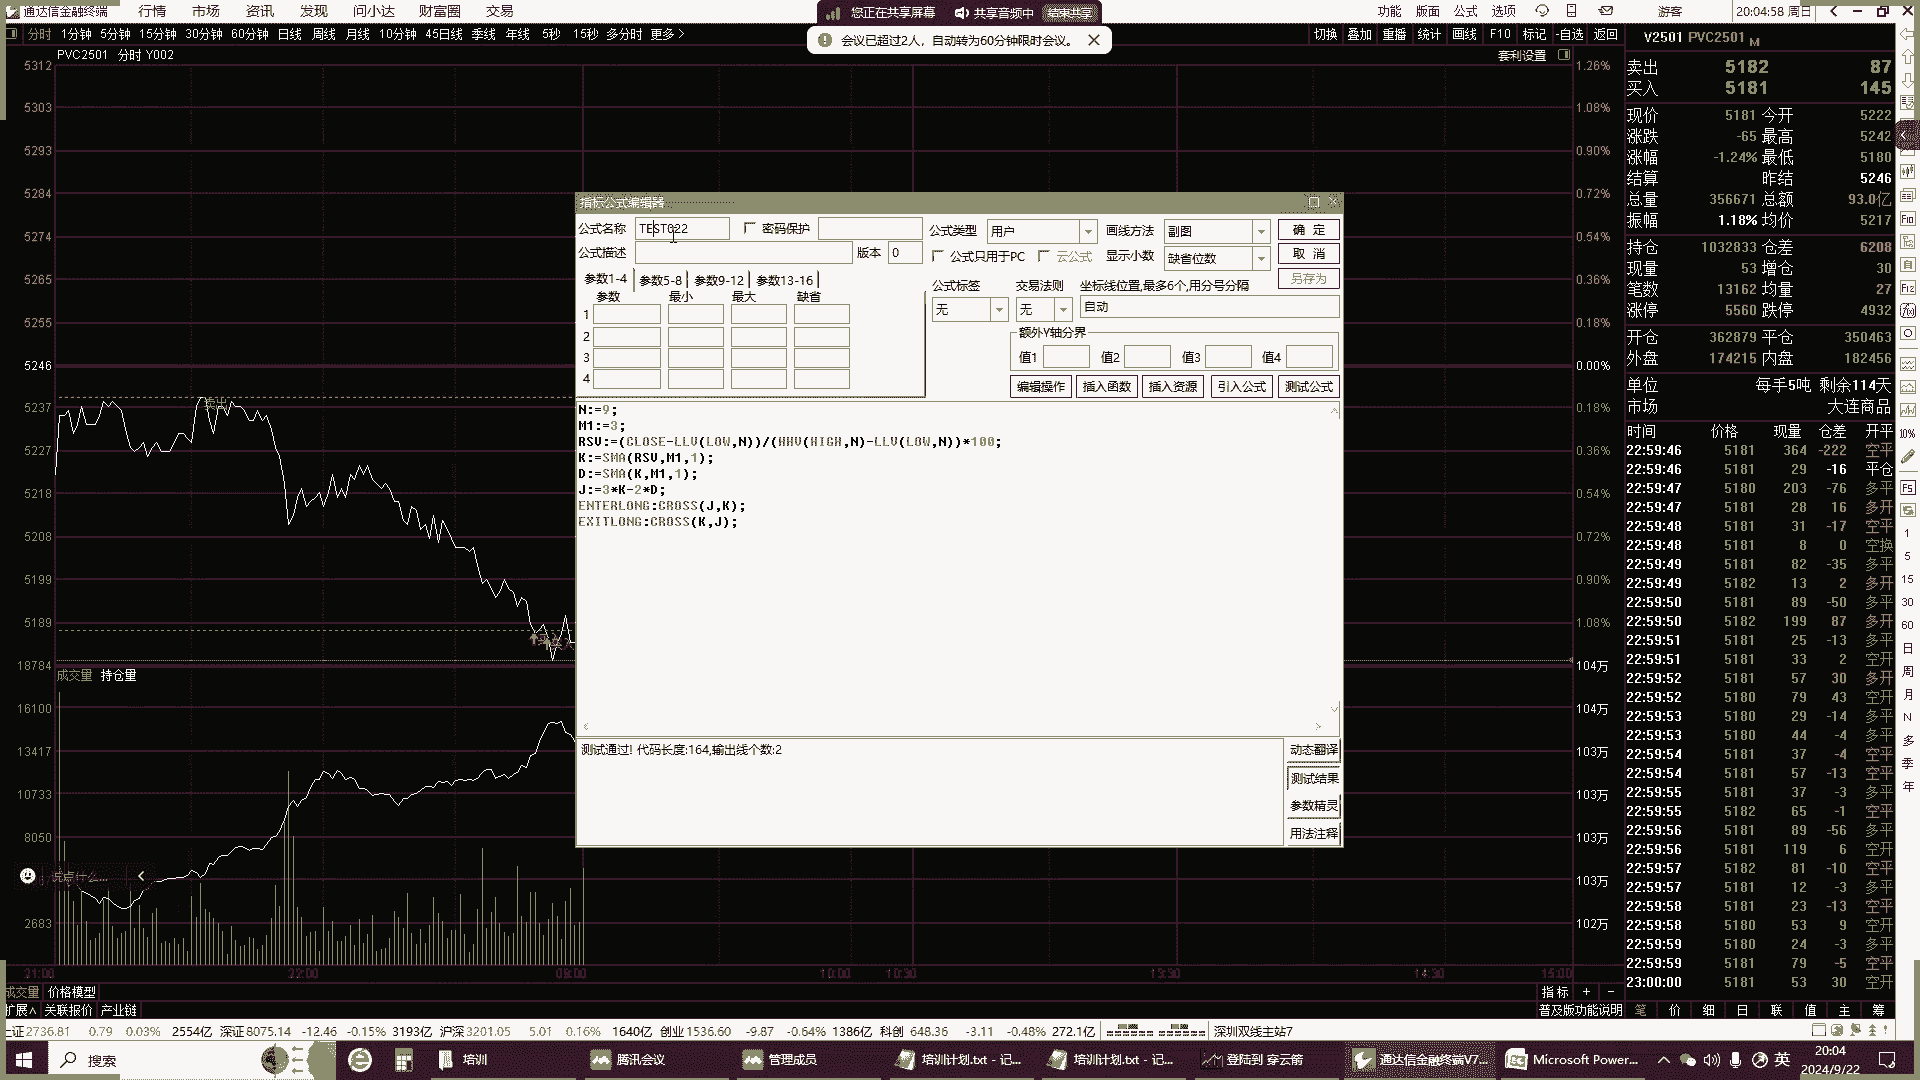 通达信金融终端 行情 市场 资讯 发现 问小达 财富圈 交易
您正在共享屏幕 共享音频中 结束共享
功能 版面 公式 选项 游客 20:04:58 周日
会议已超过2人，自动转为60分钟限时会议。
分时 1分钟 5分钟 15分钟 30分钟 60分钟 日线 周线 月线 10分钟 45日线 季线 年线 5秒 15秒 多分时 更多>
切换 叠加 重播 统计 画线 F10 标记 -自选 返回
PVC2501 分时 Y002
套利设置
5312
5303
5293
5284
5274
5265
5255
5246
5237
5227
5218
5208
5199
5189
18784
16100
13417
10733
8050
2683
1.26%
1.08%
0.90%
0.72%
0.54%
0.36%
0.18%
0.00%
0.18%
0.36%
0.54%
0.72%
0.90%
1.08%
104万
104万
103万
103万
103万
103万
102万
卖出
成交量 持仓量
说点什么...
21:00 22:00 09:00 10:00 10:30 14:30 15:00
指标公式编辑器
公式名称 TEST022 密码保护 公式类型 用户 画线方法 副图 确 定
公式描述 版本 0 公式只用于PC 云公式 显示小数 缺省位数 取 消
另存为
参数1-4 参数5-8 参数9-12 参数13-16
公式标签 交易法则 坐标线位置,最多6个,用分号分隔
参数 最小 最大 缺省
无 无 自动
1
2
3
4
额外Y轴分界
值1 值2 值3 值4
编辑操作 插入函数 插入资源 引入公式 测试公式
N:=9;
M1:=3;
RSV:=(CLOSE-LLV(LOW,N))/(HHV(HIGH,N)-LLV(LOW,N))*100;
K:=SMA(RSV,M1,1);
D:=SMA(K,M1,1);
J:=3*K-2*D;
ENTERLONG:CROSS(J,K);
EXITLONG:CROSS(K,J);
测试通过! 代码长度:164,输出线个数:2
动态翻译
测试结果
参数精灵
用法注释
V2501 PVC2501 M
卖出 5182 87
买入 5181 145
现价 5181 今开 5222
涨跌 -65 最高 5242
涨幅 -1.24% 最低 5180
结算 昨结 5246
总量 356671 总额 93.0亿
振幅 1.18% 均价 5217
持仓 1032833 仓差 6208
现量 53 增仓 30
笔数 13162 均量 27
涨停 5560 跌停 4932
开仓 362879 平仓 350463
外盘 174215 内盘 182456
单位 每手5吨 剩余114天
市场 大连商品
时间 价格 现量 仓差 开平
22:59:46 5181 364 -222 空平
22:59:46 5181 29 -16 平仓
22:59:47 5180 203 -76 多平
22:59:47 5181 28 16 多开
22:59:48 5181 31 -17 空平
22:59:48 5181 8 0 空换
22:59:49 5181 82 -35 多平
22:59:49 5182 13 2 多开
22:59:50 5181 89 -50 多平
22:59:50 5182 199 87 多开
22:59:51 5181 25 -13 多平
22:59:51 5181 33 2 空开
22:59:52 5181 57 30 多开
22:59:52 5180 79 43 空开
22:59:53 5180 29 -14 多平
22:59:53 5180 44 -4 多平
22:59:54 5181 37 -4 空平
22:59:54 5181 57 -13 空平
22:59:55 5181 37 -3 多平
22:59:55 5182 65 -1 空平
22:59:56 5181 89 -56 多平
22:59:56 5181 119 6 空开
22:59:57 5182 81 -10 空平
22:59:57 5181 12 -3 多平
22:59:58 5181 23 -13 空平
22:59:58 5180 53 9 空开
22:59:59 5180 24 -3 多平
22:59:59 5181 79 -5 空平
23:00:00 5181 53 30 空开
F10
自
F12
10%
F5
1
5
15
30
60
日
周
月
N
多
季
年
成交量 价格模型
指标 + -
扩展∧ 关联报价 产业链
普及版功能说明 笔 价 细 日 联 值 主 筹
上证2736.81 0.79 0.03% 2554亿 深证8075.14 -12.46 -0.15% 3193亿 沪深3201.05 5.01 0.16% 1640亿 创业1536.60 -9.87 -0.64% 1386亿 科创 648.36 -3.11 -0.48% 272.1亿 深圳双线主站7
搜索 培训 腾讯会议 管理成员 培训计划.txt - 记... 培训计划.txt - 记... 登陆到 穿云箭 通达信金融终端V7... Microsoft Power... 英 20:04
2024/9/22